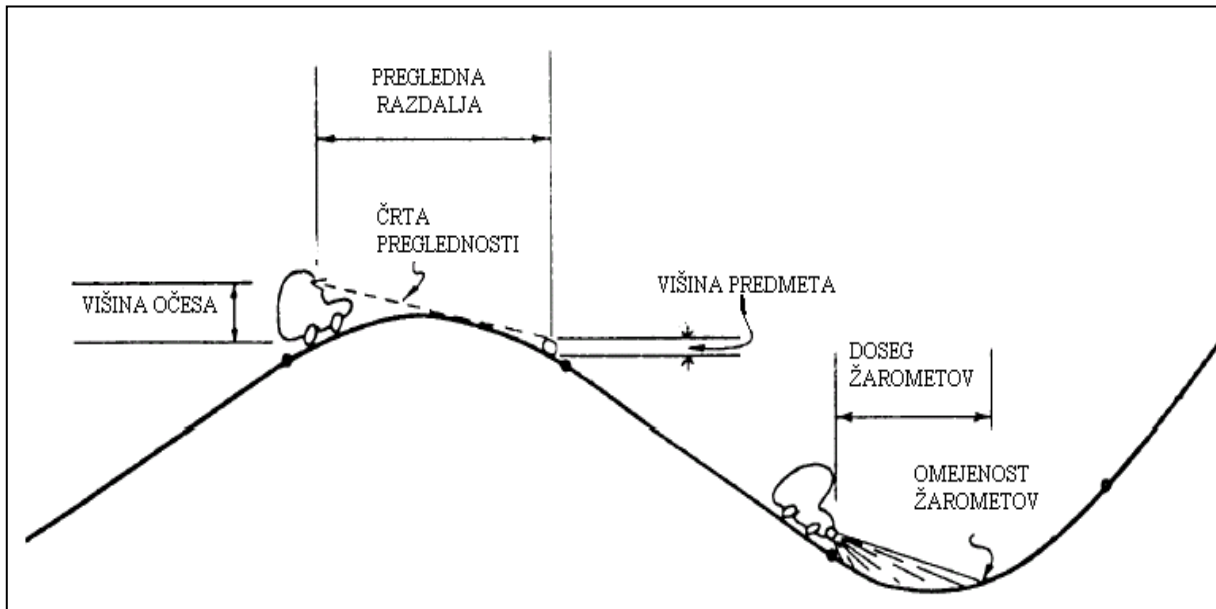 PREGLEDNA
RAZDALJA
ČRTA
PREGLEDNOSTI
VIŠINA OČESA
VIŠINA PREDMETA
DOSEG
ŽAROMETOV
OMEJENOST
ŽAROMETOV